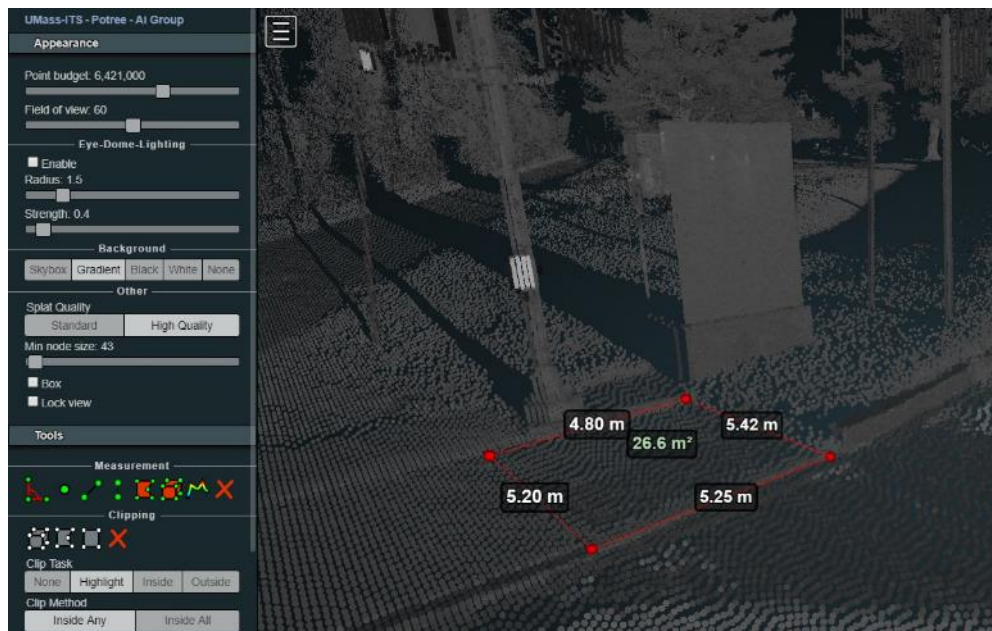 UMass-ITS - Potree - AI Group
Appearance
Point budget: 6,421,000
Field of view: 60
Eye-Dome-Lighting
Enable
Radius: 1.5
Strength: 0.4
Background
Skybox Gradient Black White None
Other
Splat Quality
Standard High Quality
Min node size: 43
Box
Lock view
Tools
Measurement
Clipping
Clip Task
None Highlight Inside Outside
Clip Method
Inside Any Inside All
4.80 m
5.42 m
26.6 m²
5.20 m
5.25 m